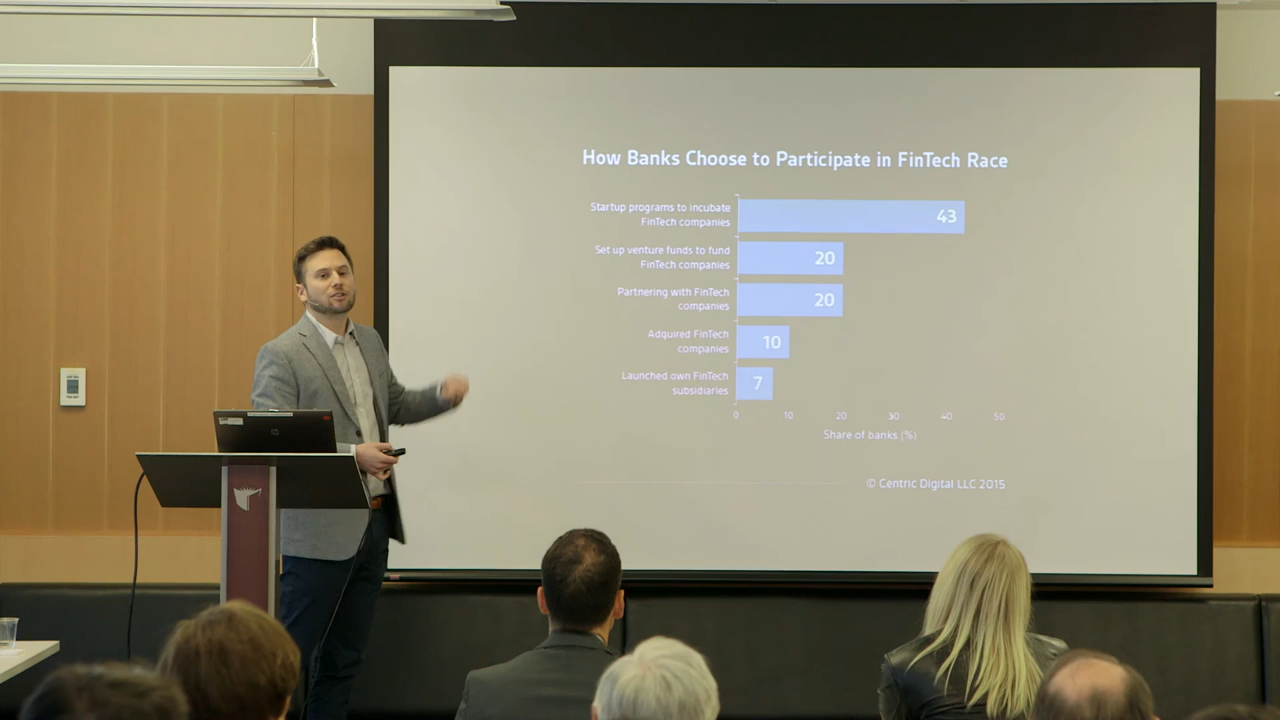 How Banks Choose to Participate in FinTech Race
Startup programs to incubate
FinTech companies
43
Set up venture funds to fund
FinTech companies
20
Partnering with FinTech
companies
20
Adquired FinTech
companies
10
Launched own FinTech
subsidiaries
7
0 10 20 30 40 50
Share of banks (%)
© Centric Digital LLC 2015